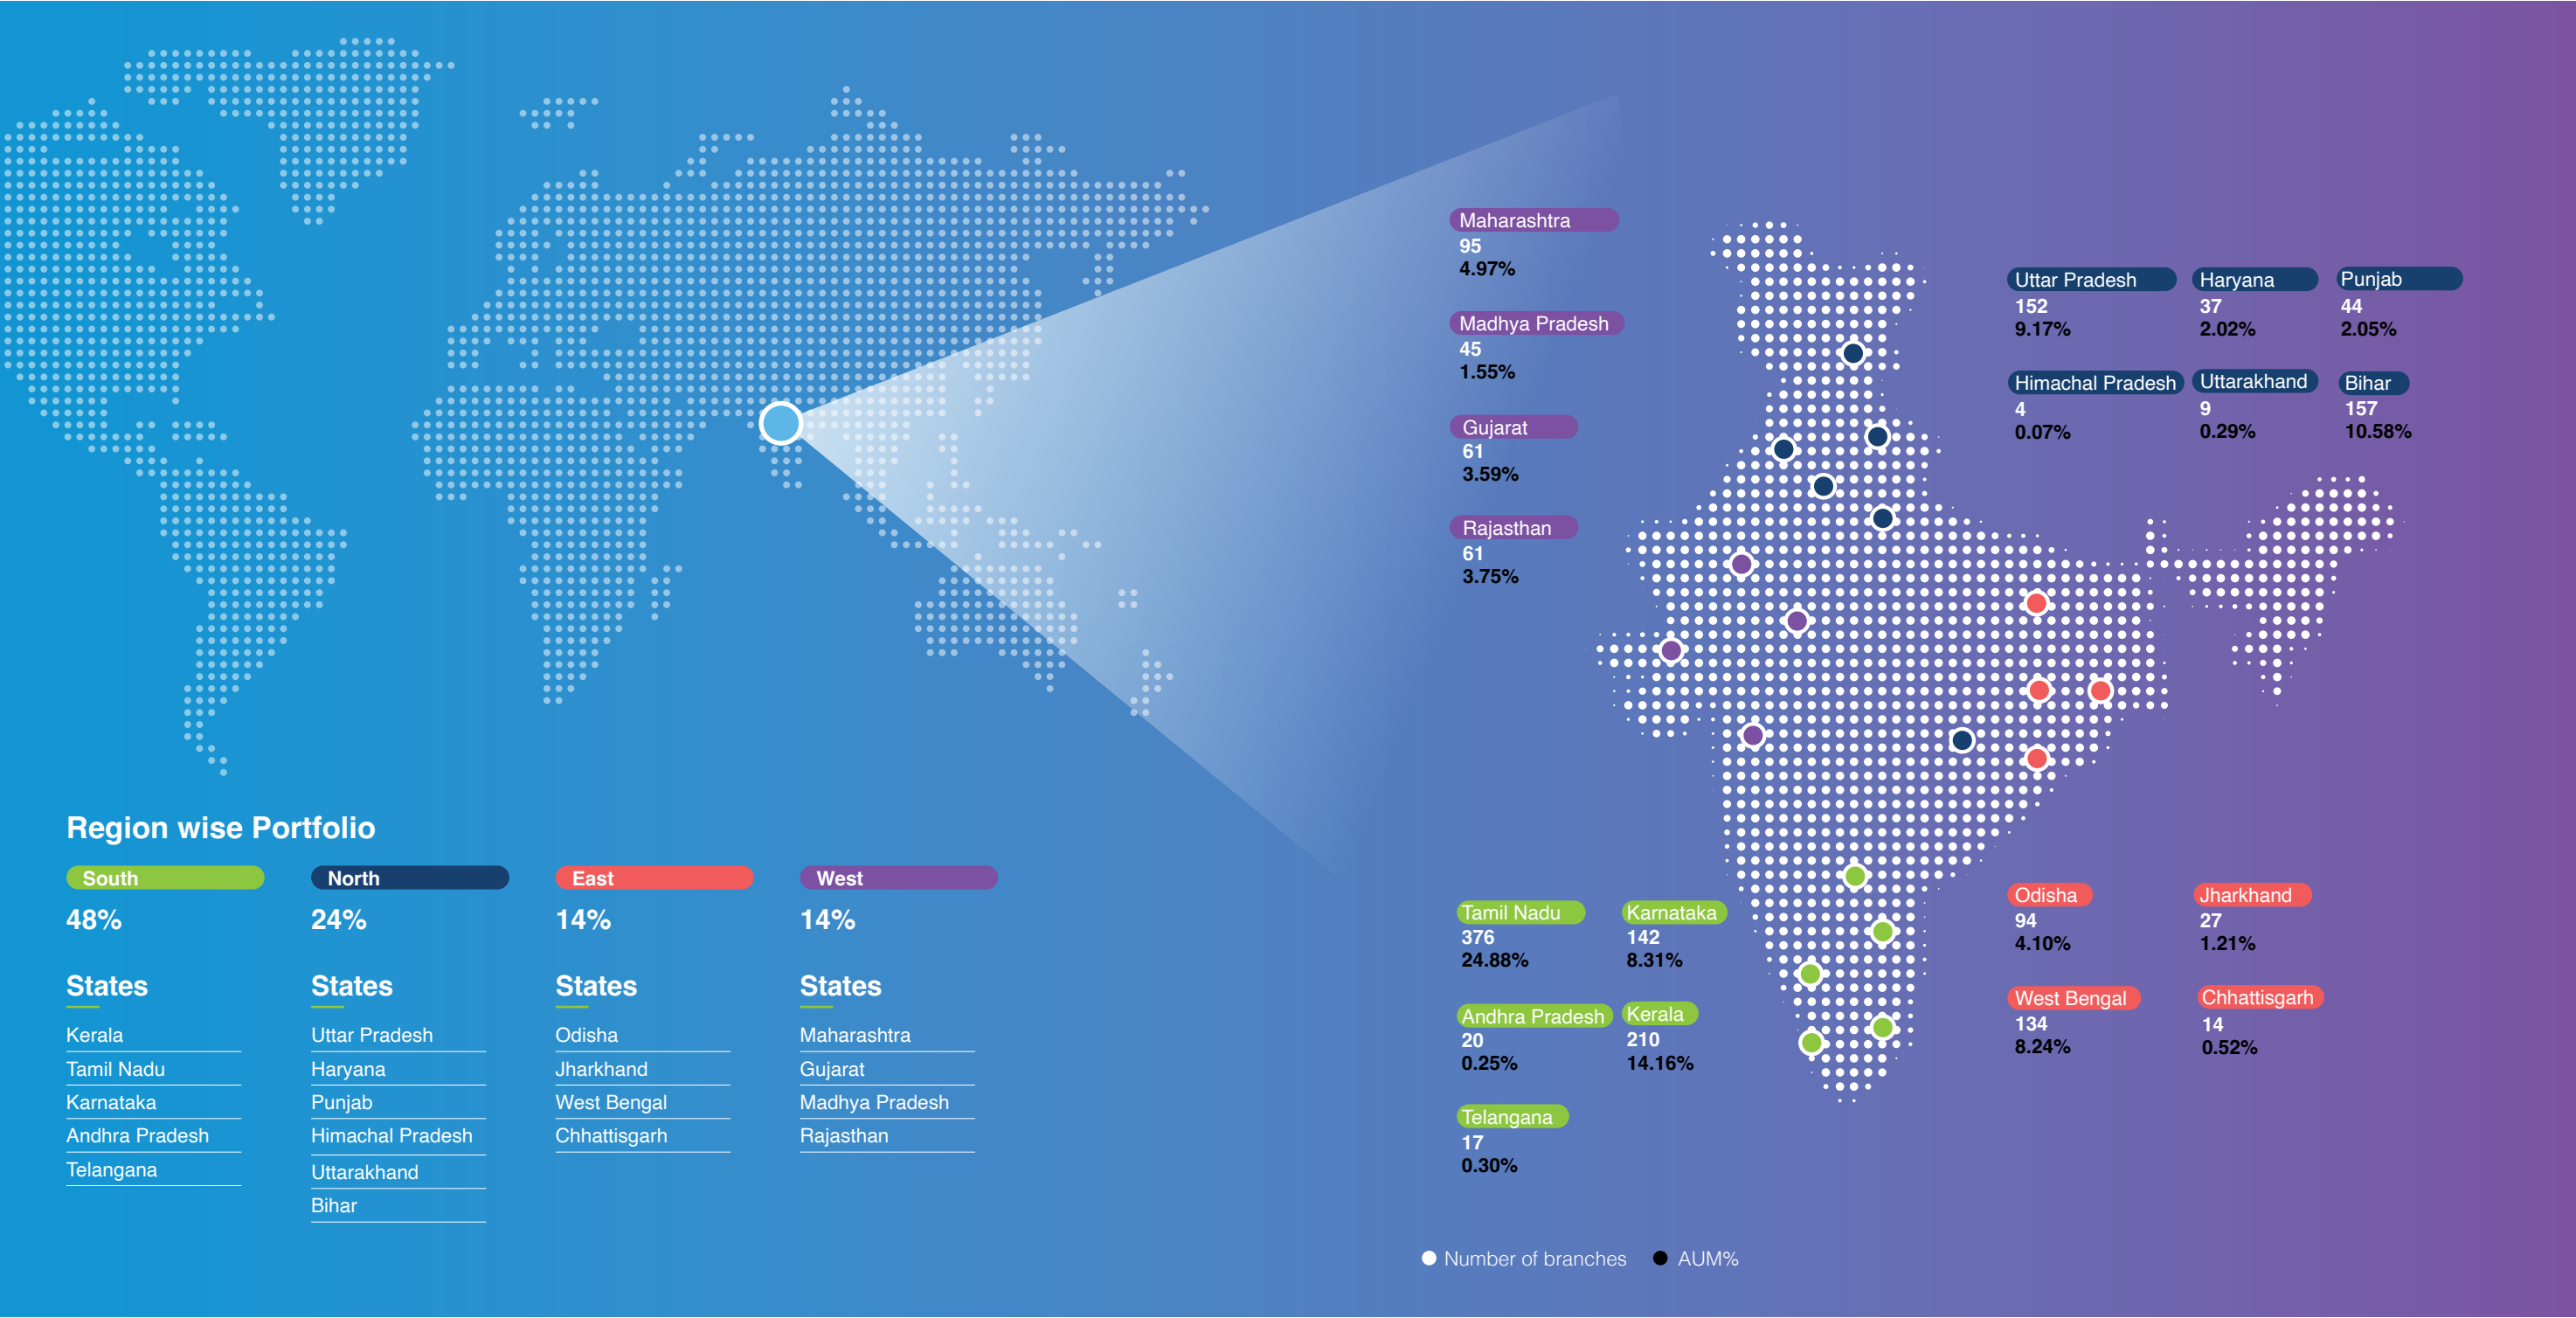 Maharashtra
95
4.97%
Madhya Pradesh
45
1.55%
Gujarat
61
3.59%
Rajasthan
61
3.75%
Uttar Pradesh
152
9.17%
Haryana
37
2.02%
Punjab
44
2.05%
Himachal Pradesh
4
0.07%
Uttarakhand
9
0.29%
Bihar
157
10.58%
Region wise Portfolio
South
48%
States
Kerala
Tamil Nadu
Karnataka
Andhra Pradesh
Telangana
North
24%
States
Uttar Pradesh
Haryana
Punjab
Himachal Pradesh
Uttarakhand
Bihar
East
14%
States
Odisha
Jharkhand
West Bengal
Chhattisgarh
West
14%
States
Maharashtra
Gujarat
Madhya Pradesh
Rajasthan
Tamil Nadu
376
24.88%
Karnataka
142
8.31%
Andhra Pradesh
20
0.25%
Kerala
210
14.16%
Telangana
17
0.30%
Odisha
94
4.10%
Jharkhand
27
1.21%
West Bengal
134
8.24%
Chhattisgarh
14
0.52%
Number of branches
AUM%